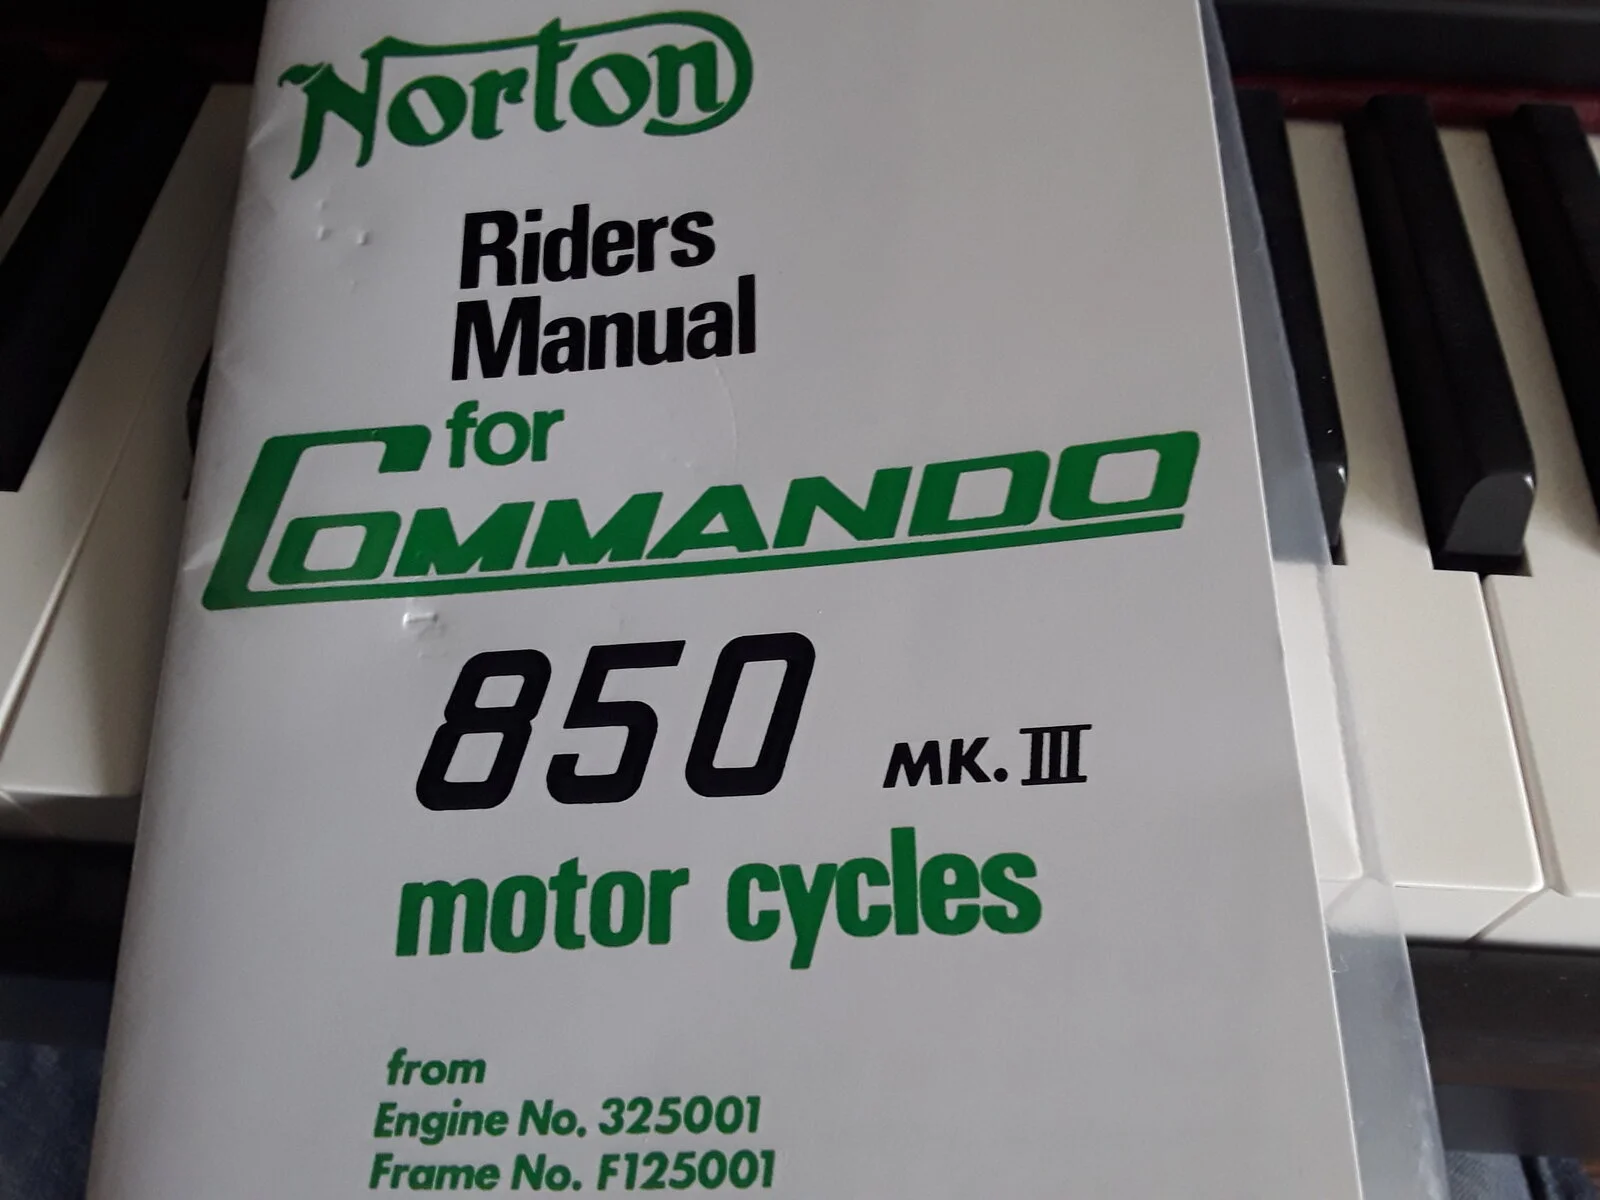 Norton
Riders
Manual
for
COMMANDO
850 MK. III
motor cycles
from
Engine No. 325001
Frame No. F125001